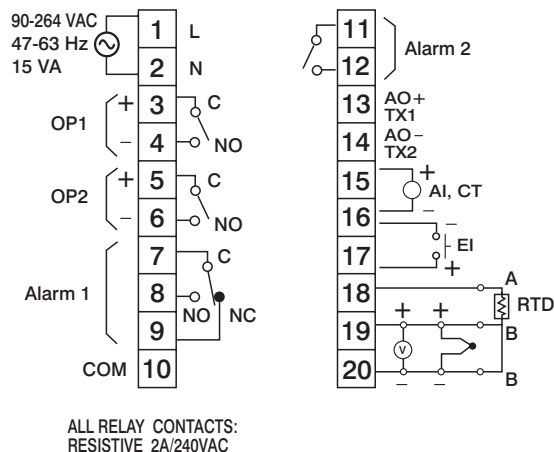 90-264 VAC
47-63 Hz
15 VA
1 L
2 N
OP1 + 3 C
− 4 NO
OP2 + 5 C
− 6 NO
Alarm 1
7 C
8 NO NC
9
COM 10
ALL RELAY CONTACTS:
RESISTIVE 2A/240VAC
11
12
Alarm 2
13 AO+
TX1
14 AO−
TX2
15 +
AI, CT
16 −
−
EI
17 +
18 A
RTD
19 + + B
V
20 − − B